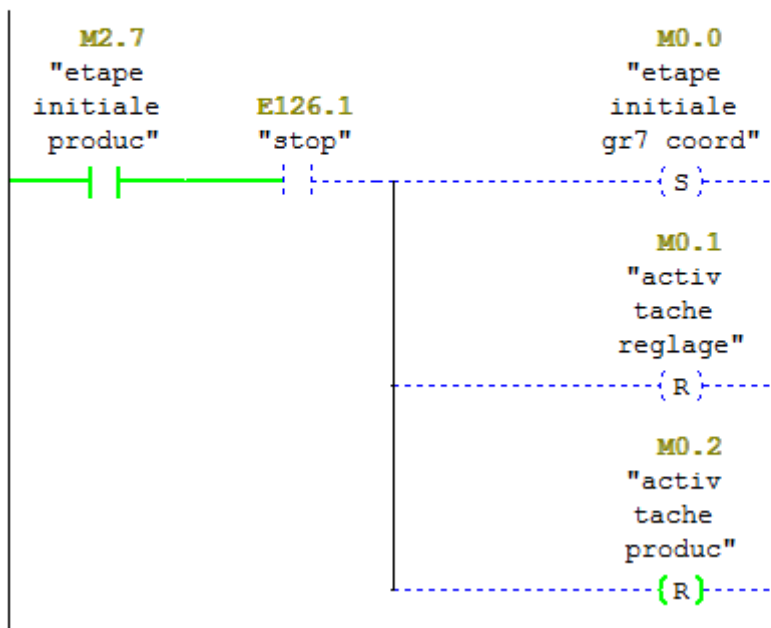 M2.7
"etape
initiale
produc"
E126.1
"stop"
M0.0
"etape
initiale
gr7 coord"
S
M0.1
"activ
tache
reglage"
R
M0.2
"activ
tache
produc"
R